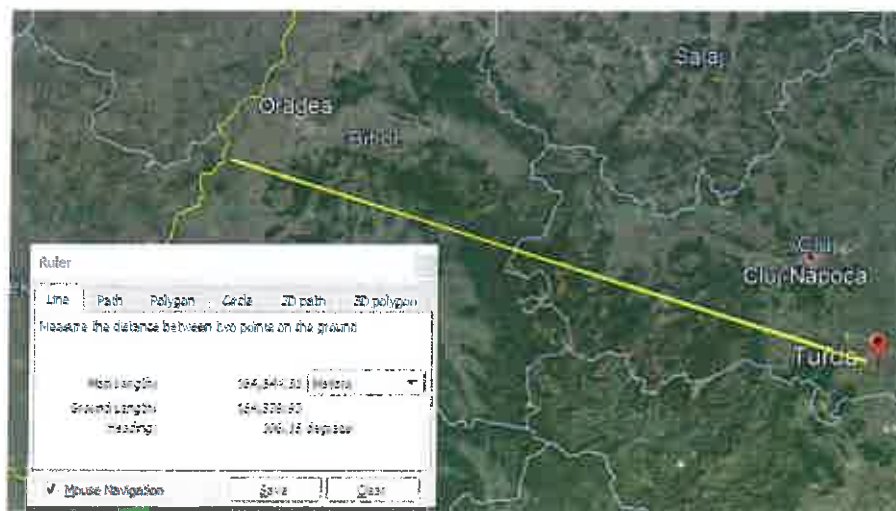 Salaj
Oradea
Bihor
Cluj
Cluj-Napoca
Turda
Ruler
Line Path Polygon Circle 3D path 3D polygon
Measure the distance between two points on the ground
Map Length: Meters
Ground Length:
Heading: degrees
Mouse Navigation Save Clear